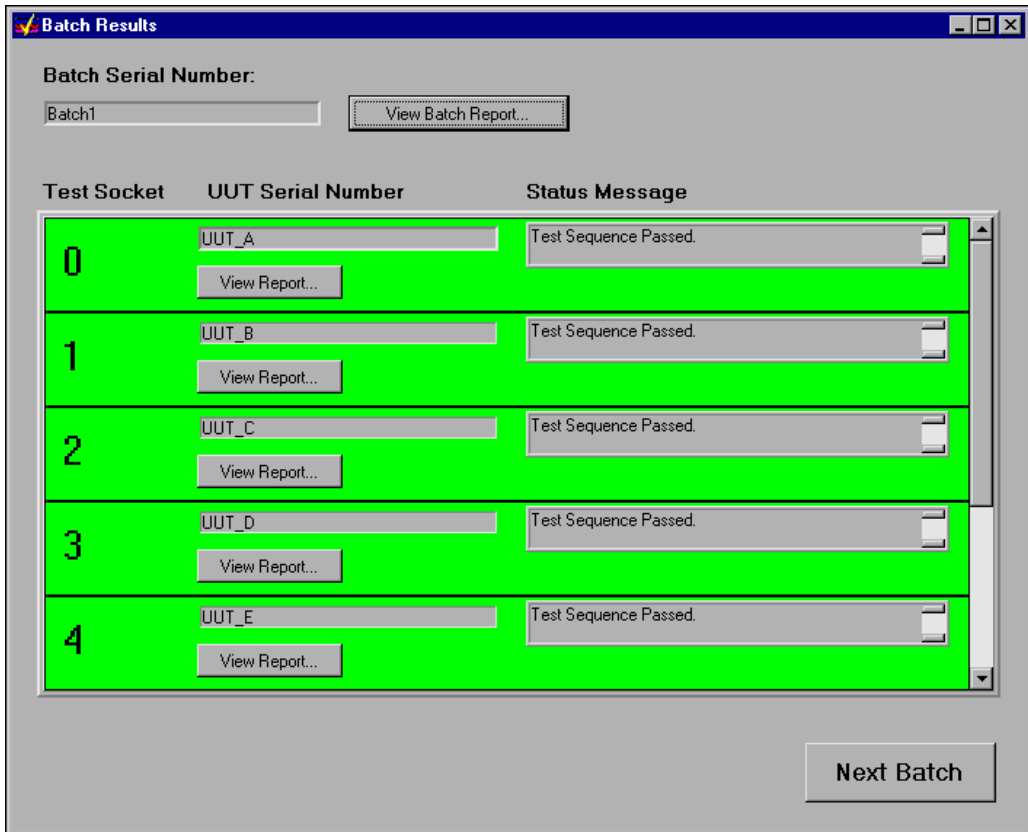 Batch Results
Batch Serial Number:
Batch1 View Batch Report...
Test Socket UUT Serial Number Status Message
0 UUT_A Test Sequence Passed.
View Report...
1 UUT_B Test Sequence Passed.
View Report...
2 UUT_C Test Sequence Passed.
View Report...
3 UUT_D Test Sequence Passed.
View Report...
4 UUT_E Test Sequence Passed.
View Report...
Next Batch